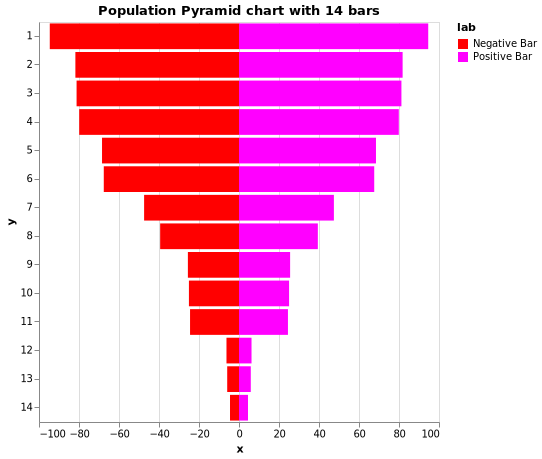 Population Pyramid chart with 14 bars
lab
Negative Bar
Positive Bar
y
1
2
3
4
5
6
7
8
9
10
11
12
13
14
−100 −80 −60 −40 −20 0 20 40 60 80 100
x